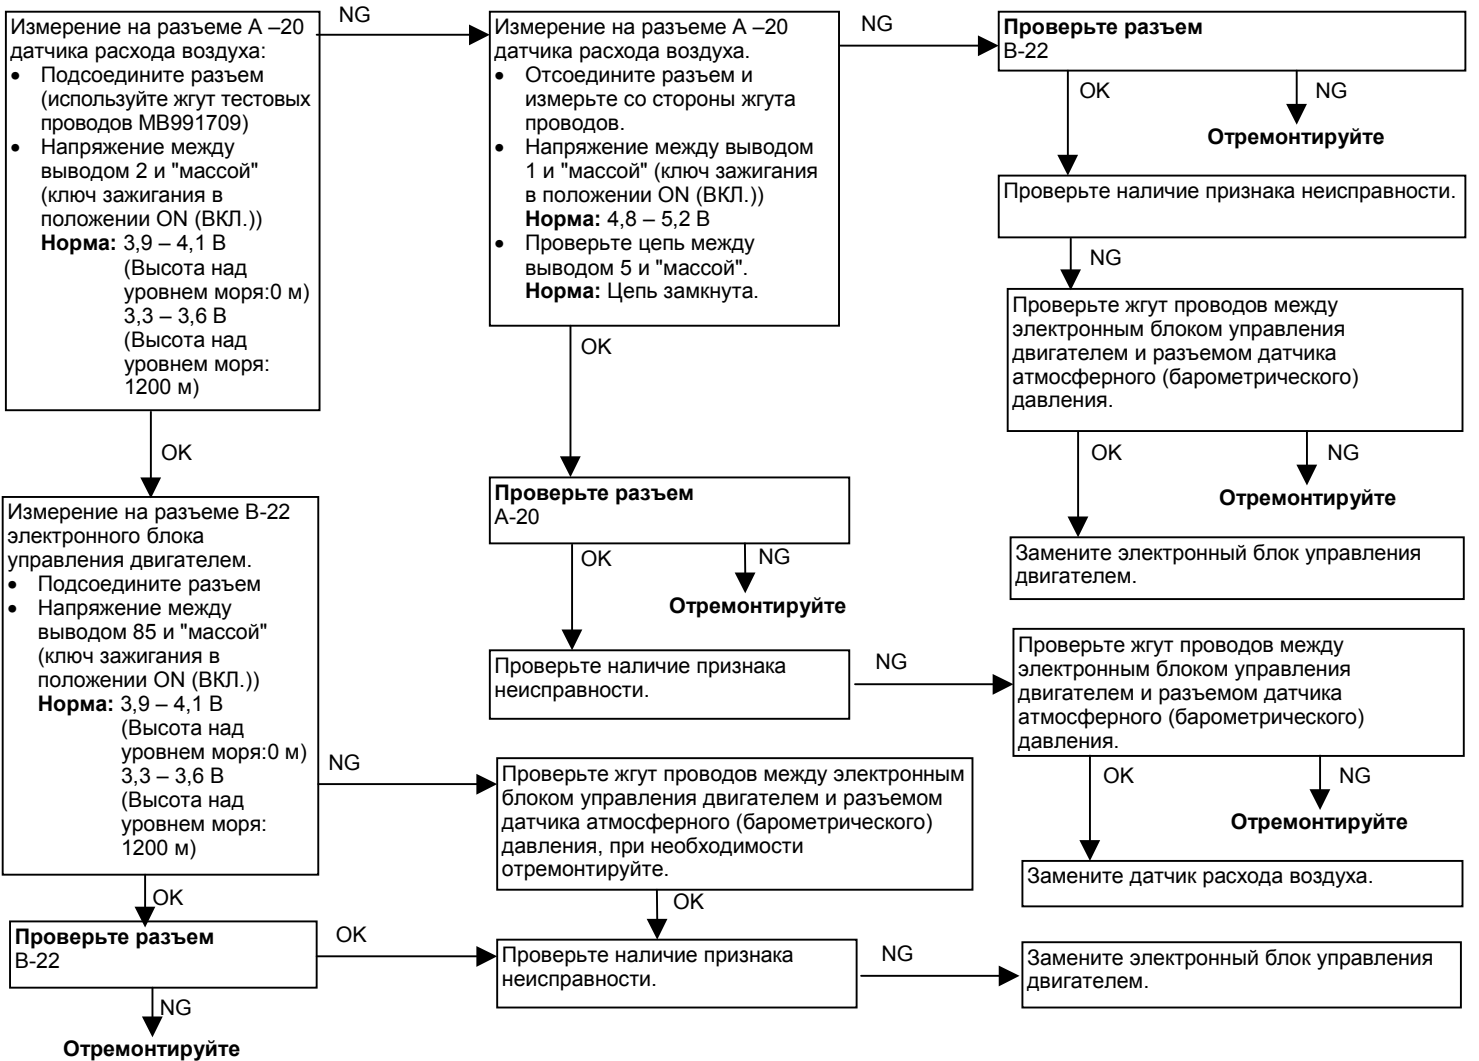 Измерение на разъеме А –20
датчика расхода воздуха:
• Подсоедините разъем
(используйте жгут тестовых
проводов MB991709)
• Напряжение между
выводом 2 и "массой"
(ключ зажигания в
положении ON (ВКЛ.))
Норма: 3,9 – 4,1 В
(Высота над
уровнем моря:0 м)
3,3 – 3,6 В
(Высота над
уровнем моря:
1200 м)
NG
OK
Измерение на разъеме А –20
датчика расхода воздуха.
• Отсоедините разъем и
измерьте со стороны жгута
проводов.
• Напряжение между выводом
1 и "массой" (ключ зажигания
в положении ON (ВКЛ.))
Норма: 4,8 – 5,2 В
• Проверьте цепь между
выводом 5 и "массой".
Норма: Цепь замкнута.
NG
OK
Проверьте разъем
В-22
OK
NG
Отремонтируйте
Проверьте наличие признака неисправности.
NG
Проверьте жгут проводов между
электронным блоком управления
двигателем и разъемом датчика
атмосферного (барометрического)
давления.
OK
NG
Отремонтируйте
Замените электронный блок управления
двигателем.
Проверьте разъем
А-20
OK
NG
Отремонтируйте
Проверьте наличие признака
неисправности.
NG
Проверьте жгут проводов между
электронным блоком управления
двигателем и разъемом датчика
атмосферного (барометрического)
давления.
OK
NG
Отремонтируйте
Замените датчик расхода воздуха.
Измерение на разъеме В-22
электронного блока
управления двигателем.
• Подсоедините разъем
• Напряжение между
выводом 85 и "массой"
(ключ зажигания в
положении ON (ВКЛ.))
Норма: 3,9 – 4,1 В
(Высота над
уровнем моря:0 м)
3,3 – 3,6 В
(Высота над
уровнем моря:
1200 м)
NG
OK
Проверьте жгут проводов между электронным
блоком управления двигателем и разъемом
датчика атмосферного (барометрического)
давления, при необходимости
отремонтируйте.
OK
Проверьте разъем
В-22
OK
NG
Отремонтируйте
Проверьте наличие признака
неисправности.
NG
Замените электронный блок управления
двигателем.